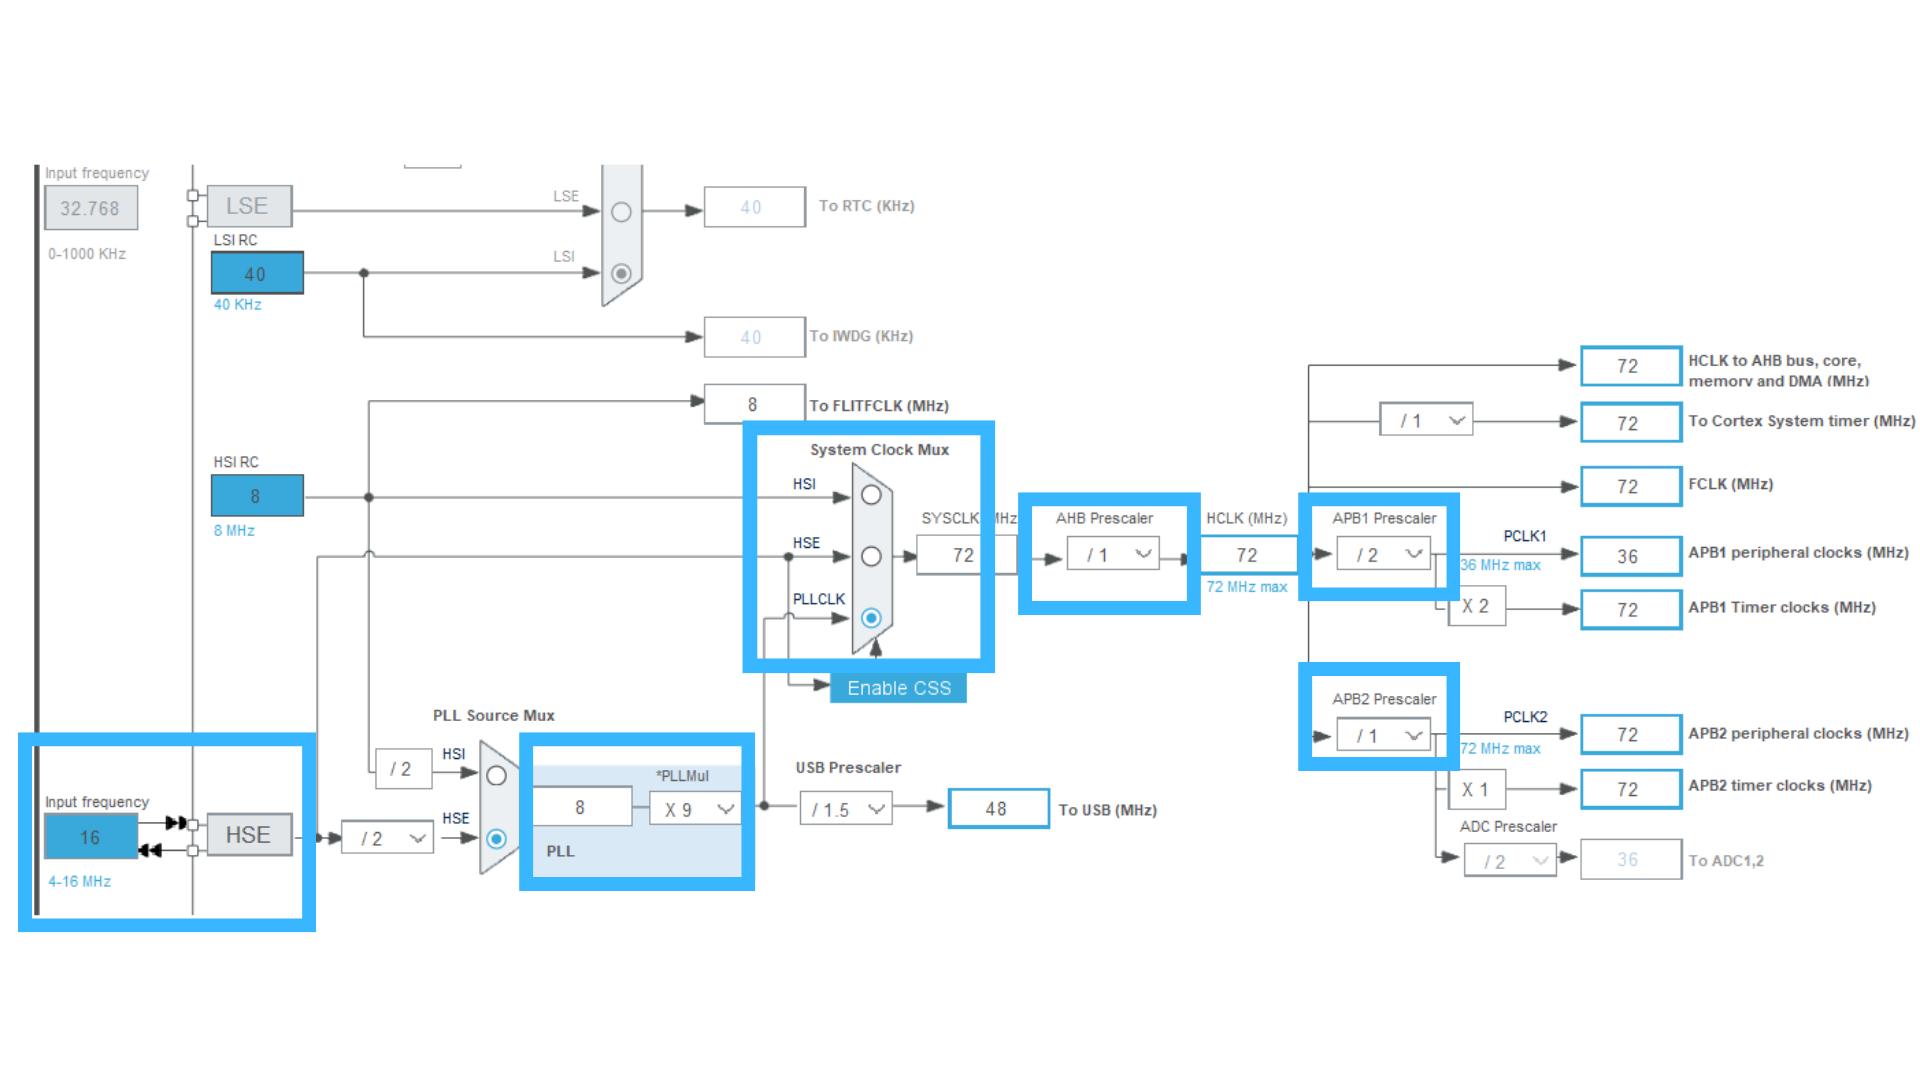 Input frequency
32.768
0-1000 KHz
LSE
LSE
40
To RTC (KHz)
LSI RC
40
40 KHz
LSI
40
To IWDG (KHz)
8
To FLITFCLK (MHz)
HSI RC
8
8 MHz
System Clock Mux
HSI
HSE
PLLCLK
SYSCLK MHz
72
Enable CSS
AHB Prescaler
/ 1
HCLK (MHz)
72
72 MHz max
72
HCLK to AHB bus, core,
memory and DMA (MHz)
/ 1
72
To Cortex System timer (MHz)
72
FCLK (MHz)
APB1 Prescaler
/ 2
PCLK1
36 MHz max
36
APB1 peripheral clocks (MHz)
X 2
72
APB1 Timer clocks (MHz)
APB2 Prescaler
/ 1
PCLK2
72 MHz max
72
APB2 peripheral clocks (MHz)
X 1
72
APB2 timer clocks (MHz)
ADC Prescaler
/ 2
36
To ADC1,2
PLL Source Mux
/ 2
HSI
Input frequency
16
4-16 MHz
HSE
/ 2
HSE
8
*PLLMul
X 9
PLL
USB Prescaler
/ 1.5
48
To USB (MHz)